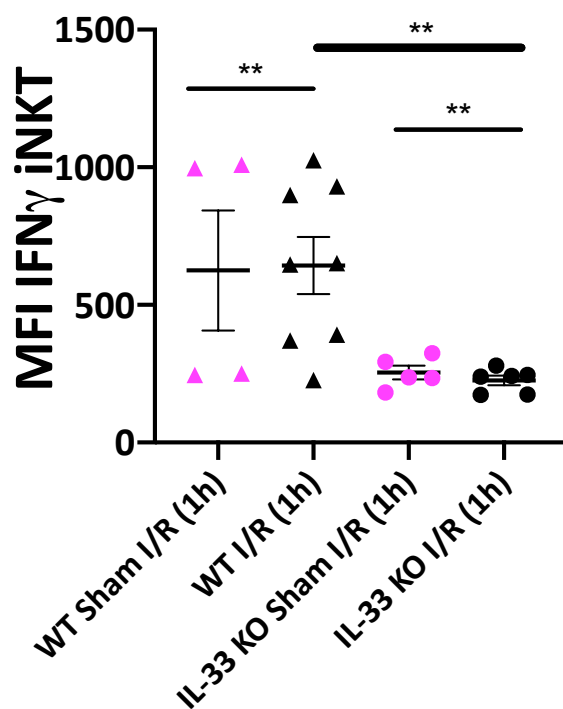 MFI IFNγ iNKT
1500
1000
500
0
**
**
**
WT Sham I/R (1h)
WT I/R (1h)
IL-33 KO Sham I/R (1h)
IL-33 KO I/R (1h)